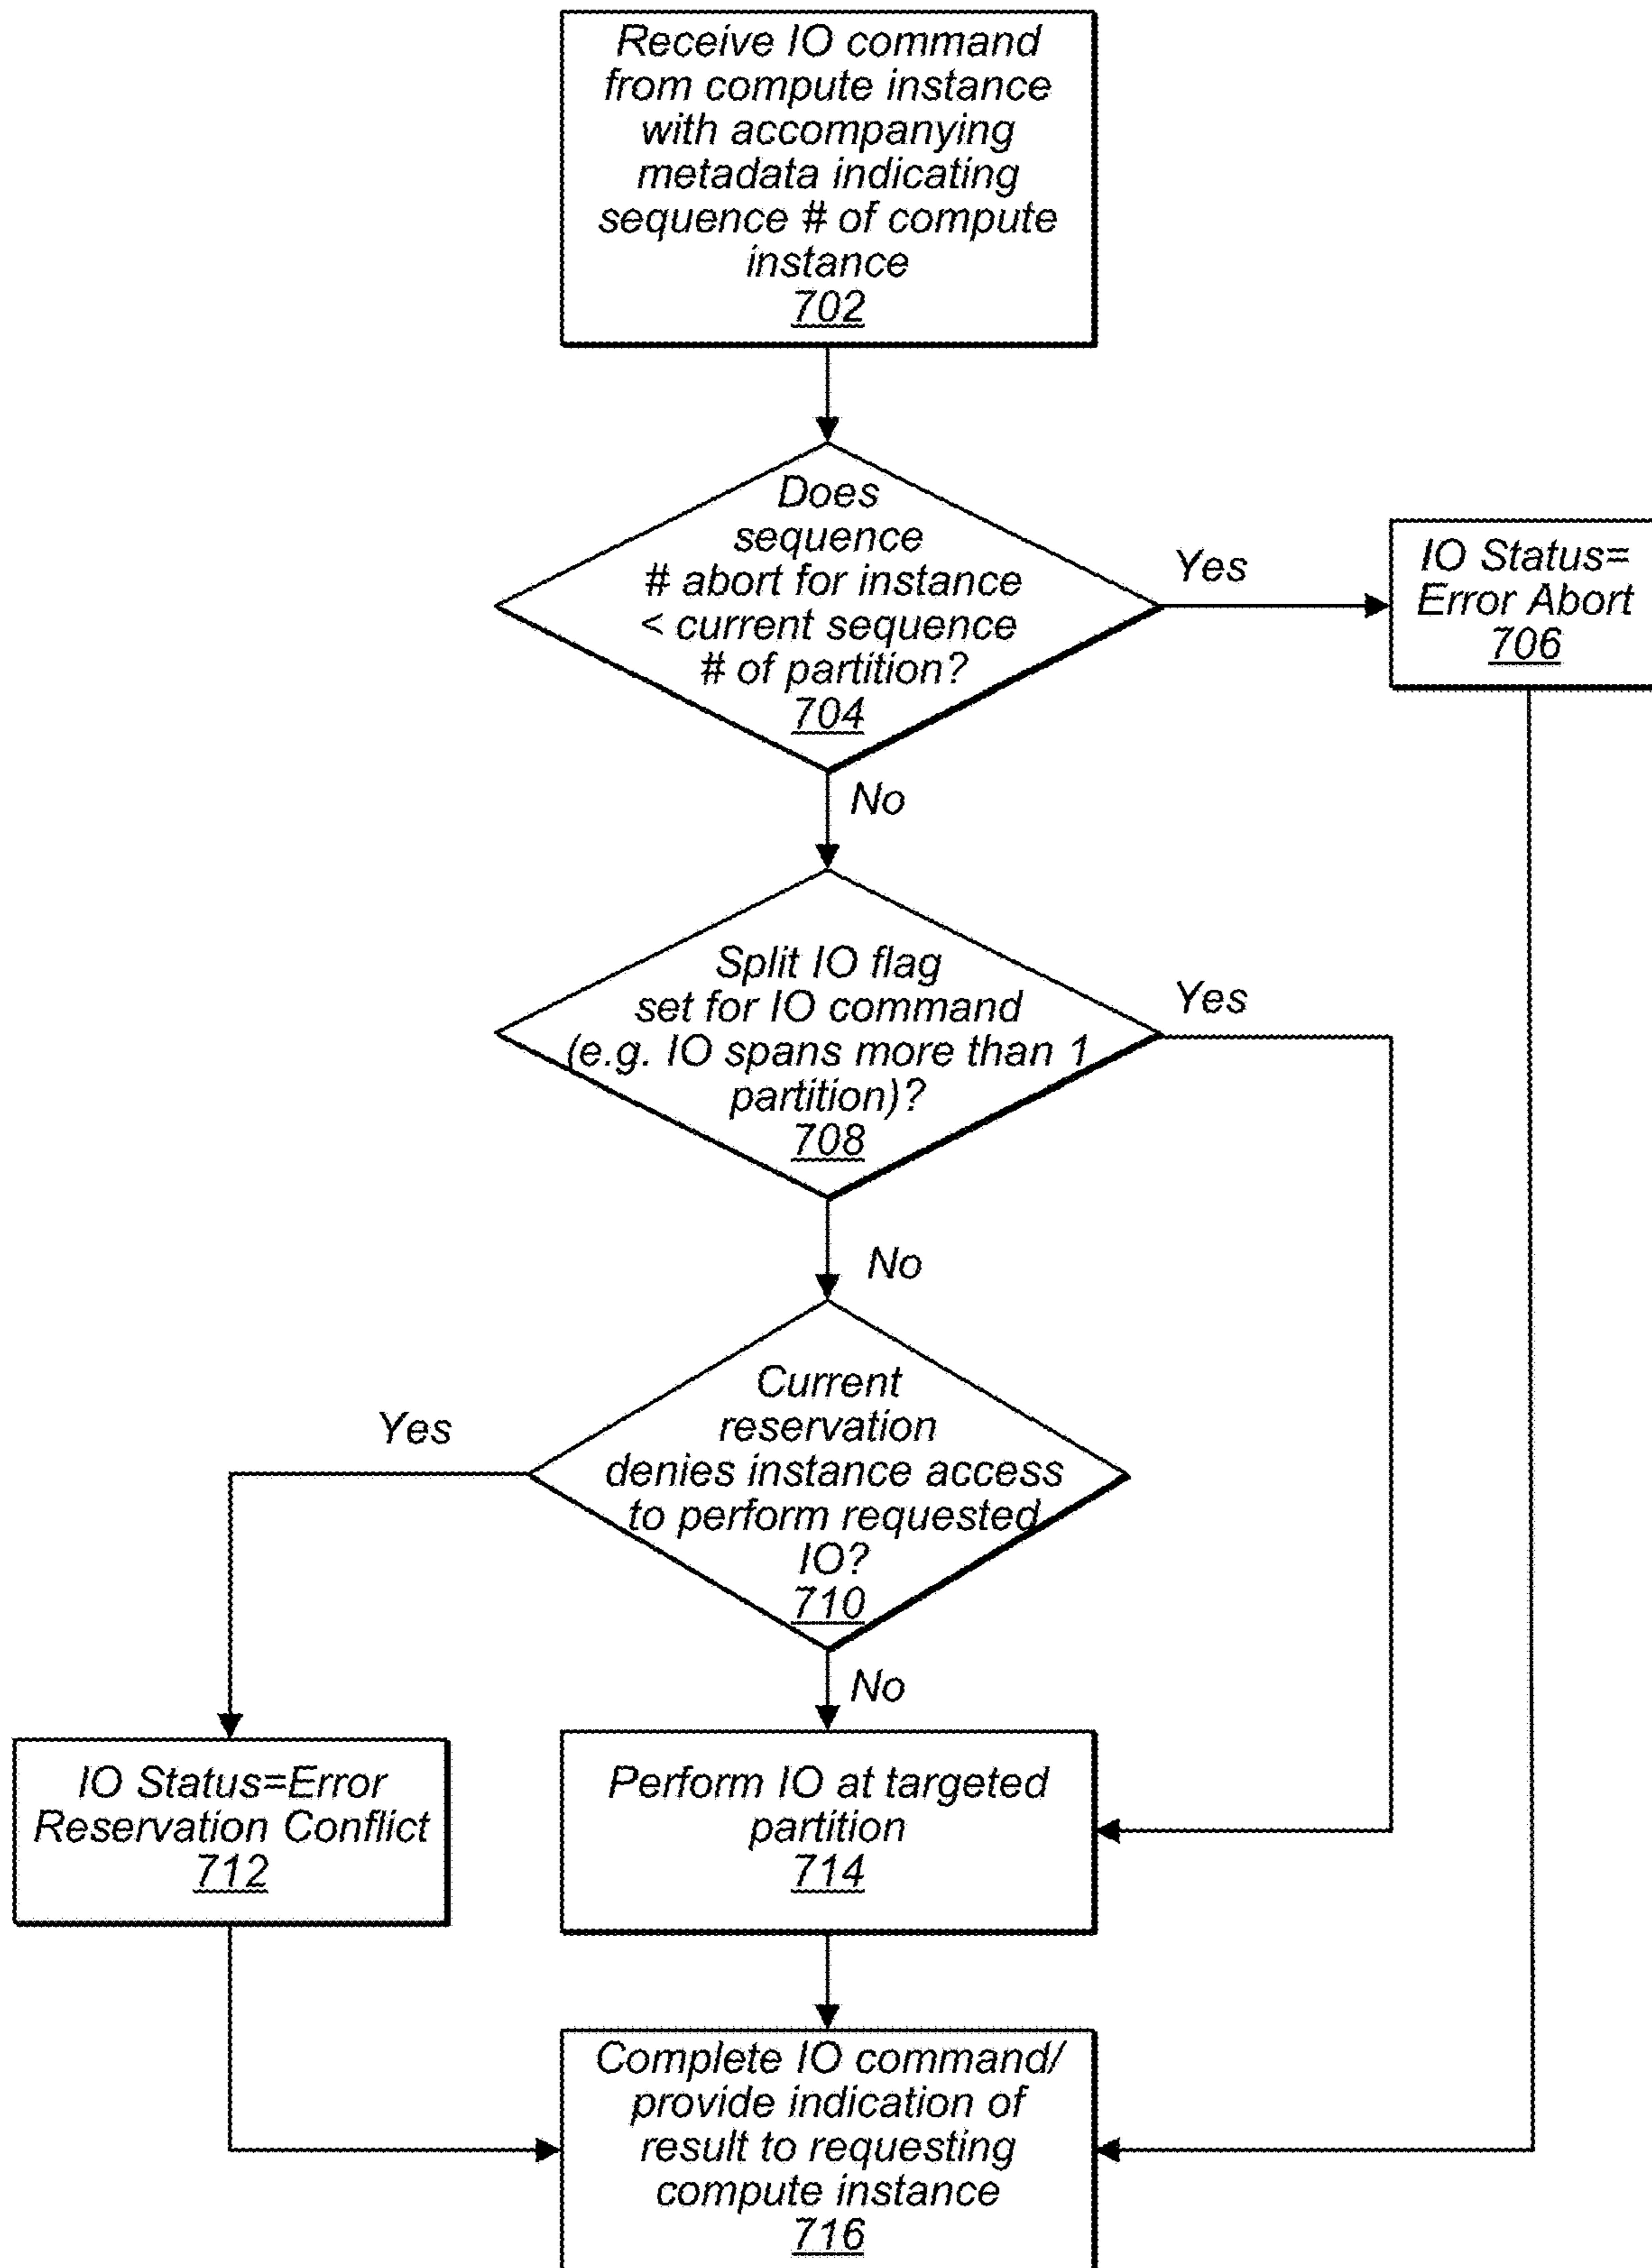 Receive IO command
from compute instance
with accompanying
metadata indicating
sequence # of compute
instance
702
Does
sequence
# abort for instance
< current sequence
# of partition?
704
Yes
IO Status=
Error Abort
706
No
Split IO flag
set for IO command
(e.g. IO spans more than 1
partition)?
708
Yes
No
Current
reservation
denies instance access
to perform requested
IO?
710
Yes
No
IO Status=Error
Reservation Conflict
712
Perform IO at targeted
partition
714
Complete IO command/
provide indication of
result to requesting
compute instance
716